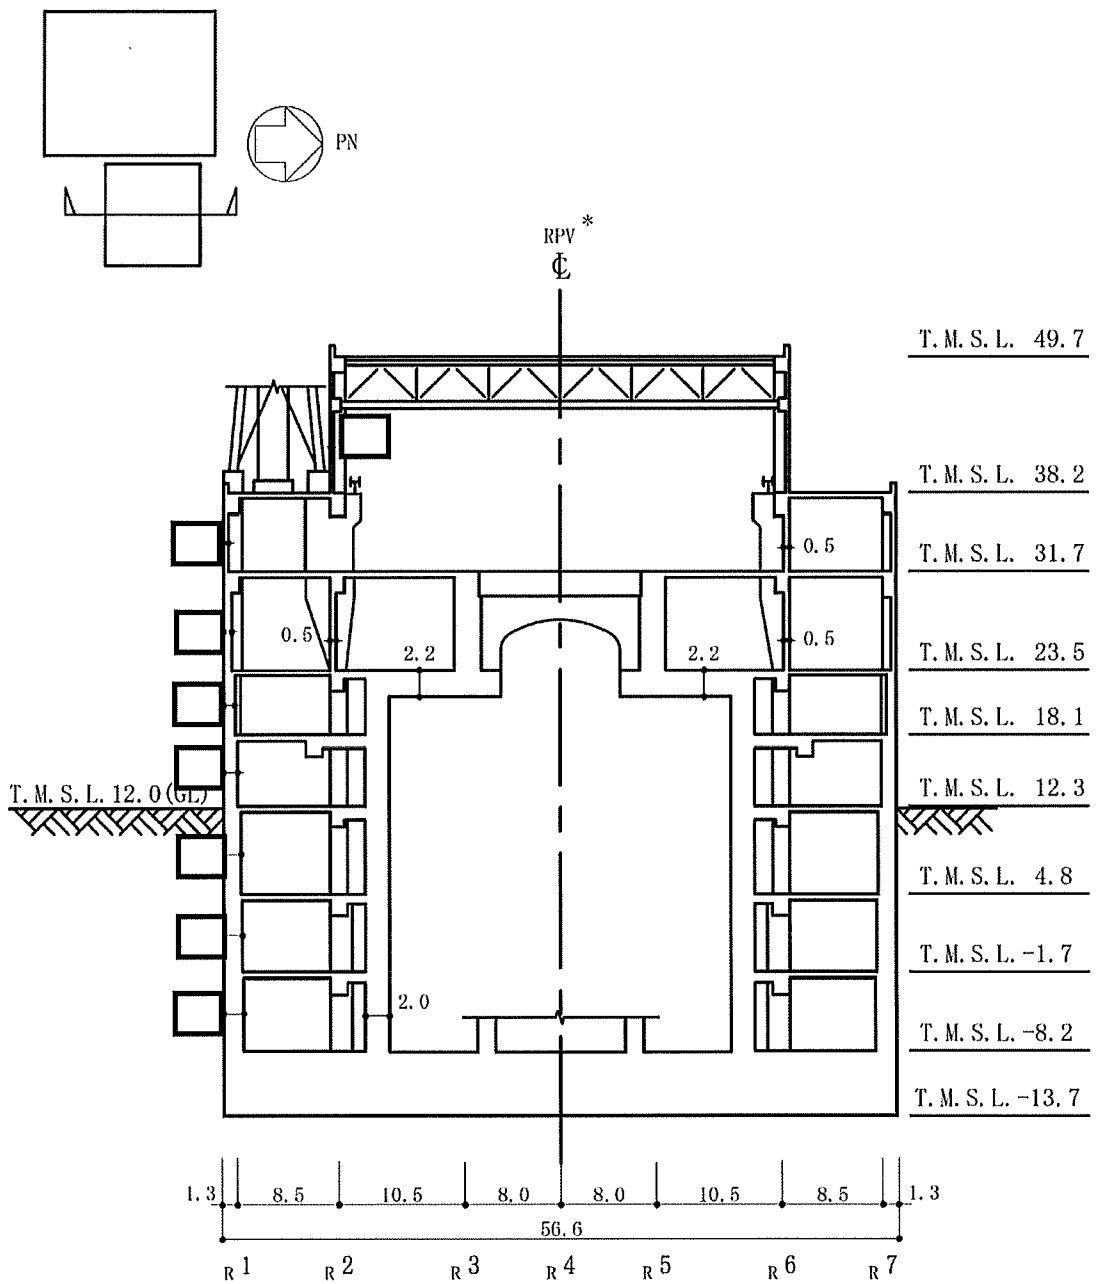 PN
RPV *
℄
T.M.S.L. 49.7
T.M.S.L. 38.2
0.5
T.M.S.L. 31.7
0.5
0.5
2.2
2.2
T.M.S.L. 23.5
T.M.S.L. 18.1
T.M.S.L.12.0(GL)
T.M.S.L. 12.3
T.M.S.L. 4.8
T.M.S.L.-1.7
2.0
T.M.S.L.-8.2
T.M.S.L.-13.7
1.3 8.5 10.5 8.0 8.0 10.5 8.5 1.3
56.6
R1 R2 R3 R4 R5 R6 R7